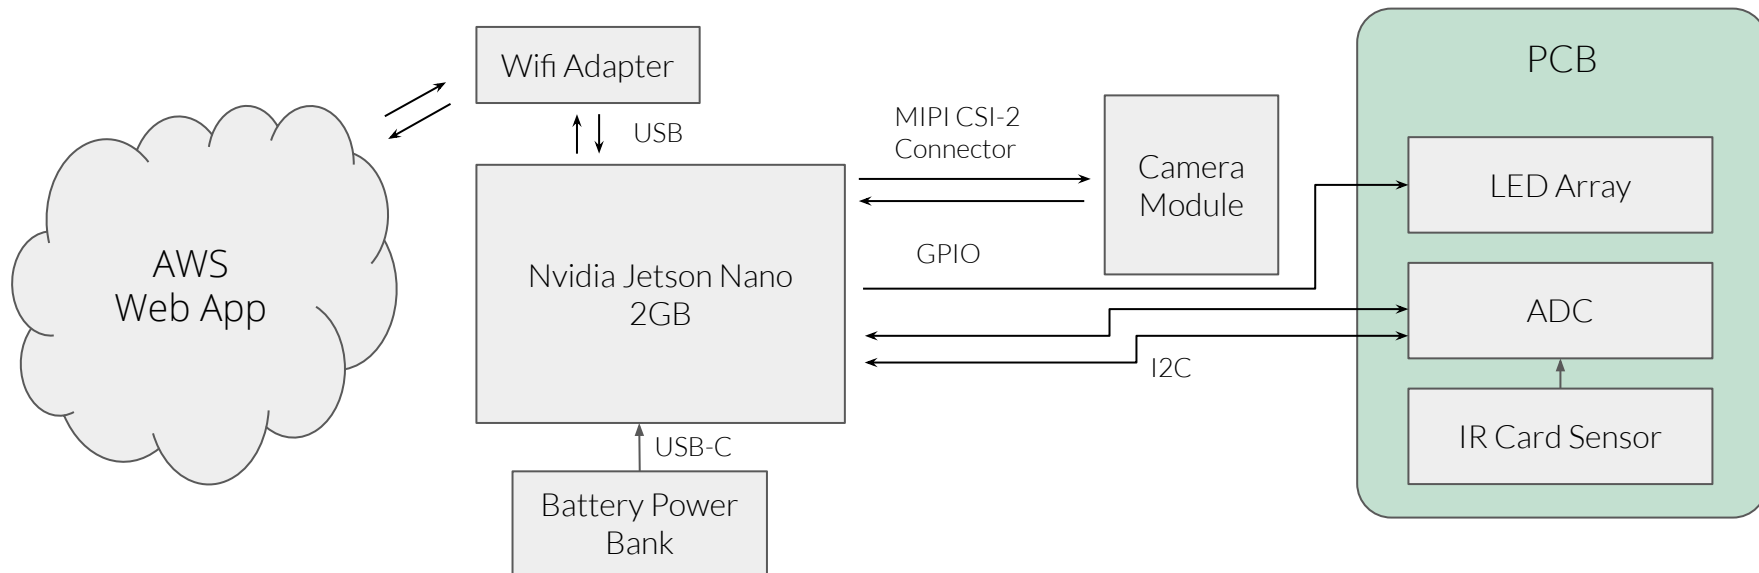 Wifi Adapter
USB
AWS
Web App
Nvidia Jetson Nano
2GB
USB-C
Battery Power
Bank
MIPI CSI-2
Connector
Camera
Module
GPIO
I2C
PCB
LED Array
ADC
IR Card Sensor